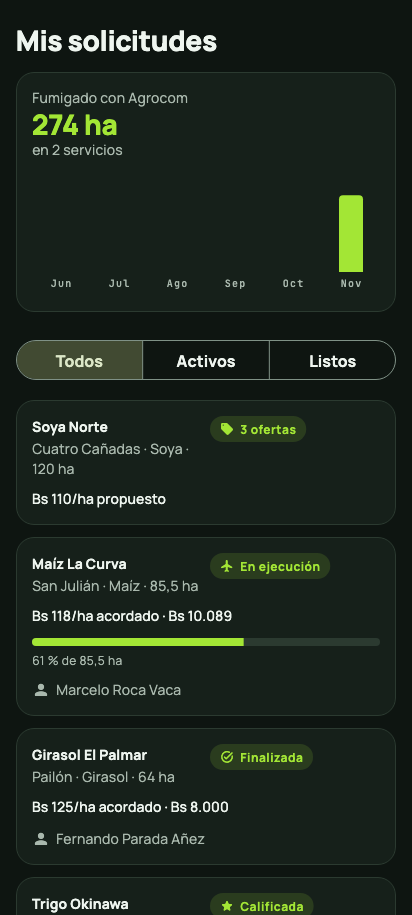 Mis solicitudes
Fumigado con Agrocom
274 ha
en 2 servicios
Jun Jul Ago Sep Oct Nov
Todos Activos Listos
Soya Norte
3 ofertas
Cuatro Cañadas · Soya ·
120 ha
Bs 110/ha propuesto
Maíz La Curva
En ejecución
San Julián · Maíz · 85,5 ha
Bs 118/ha acordado · Bs 10.089
61 % de 85,5 ha
Marcelo Roca Vaca
Girasol El Palmar
Finalizada
Pailón · Girasol · 64 ha
Bs 125/ha acordado · Bs 8.000
Fernando Parada Añez
Trigo Okinawa
Calificada